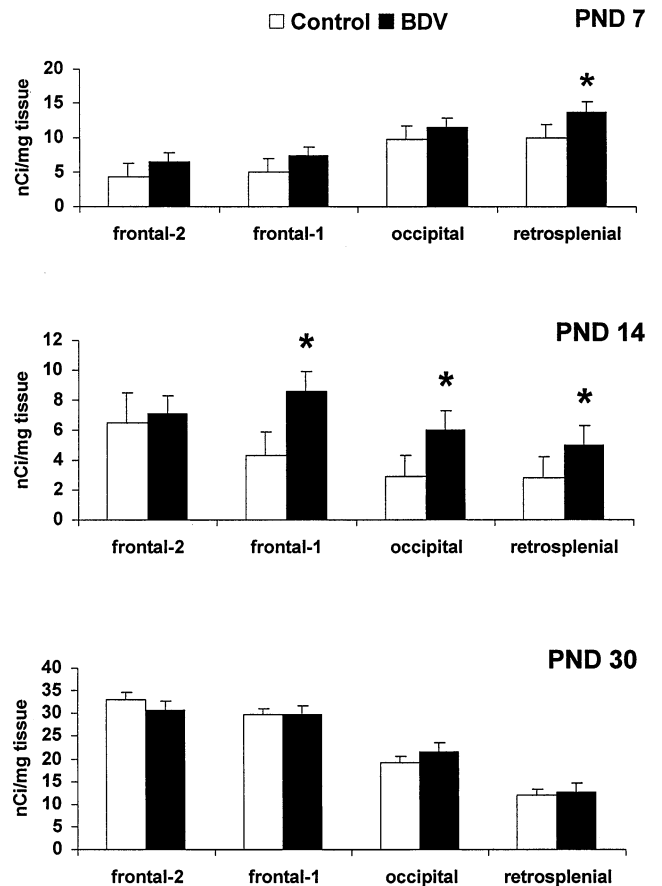 Control BDV PND 7
20
15
10
5
0
nCi/mg tissue
*
frontal-2 frontal-1 occipital retrosplenial
PND 14
12
10
8
6
4
2
0
nCi/mg tissue
* * *
frontal-2 frontal-1 occipital retrosplenial
PND 30
40
35
30
25
20
15
10
5
0
nCi/mg tissue
frontal-2 frontal-1 occipital retrosplenial